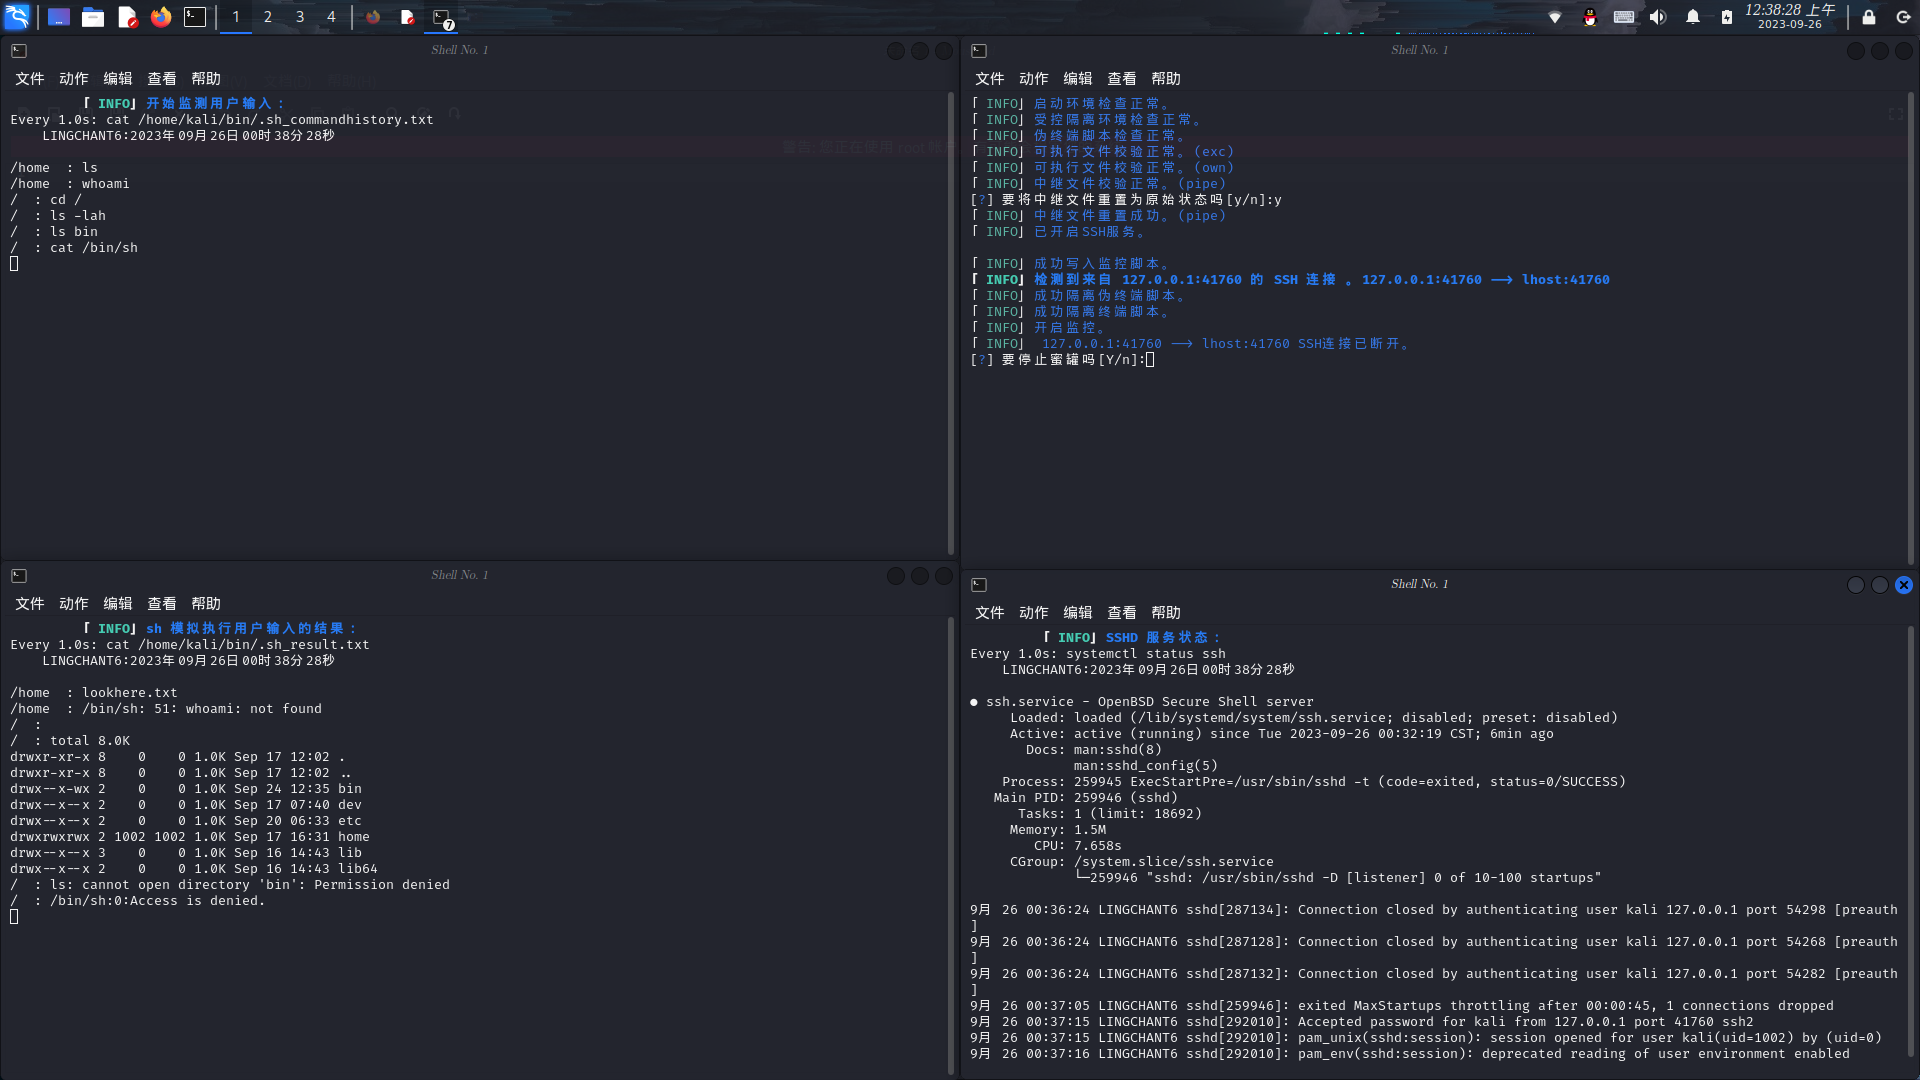 1 2 3 4
7
12:38:28 上午
2023-09-26
Shell No. 1
文件 动作 编辑 查看 帮助
「 INFO」开始监测用户输入：
Every 1.0s: cat /home/kali/bin/.sh_commandhistory.txt
LINGCHANT6:2023年09月26日00时38分28秒
/home  : ls
/home  : whoami
/  : cd /
/  : ls -lah
/  : ls bin
/  : cat /bin/sh
Shell No. 1
文件 动作 编辑 查看 帮助
「 INFO」启动环境检查正常。
「 INFO」受控隔离环境检查正常。
「 INFO」伪终端脚本检查正常。
「 INFO」可执行文件校验正常。(exc)
「 INFO」可执行文件校验正常。(own)
「 INFO」中继文件校验正常。(pipe)
[?] 要将中继文件重置为原始状态吗[y/n]:y
「 INFO」中继文件重置成功。(pipe)
「 INFO」已开启SSH服务。
「 INFO」成功写入监控脚本。
「 INFO」检测到来自 127.0.0.1:41760 的 SSH 连接 。127.0.0.1:41760 --> lhost:41760
「 INFO」成功隔离伪终端脚本。
「 INFO」成功隔离终端脚本。
「 INFO」开启监控。
「 INFO」 127.0.0.1:41760 --> lhost:41760 SSH连接已断开。
[?] 要停止蜜罐吗[Y/n]:
Shell No. 1
文件 动作 编辑 查看 帮助
「 INFO」sh 模拟执行用户输入的结果：
Every 1.0s: cat /home/kali/bin/.sh_result.txt
LINGCHANT6:2023年09月26日00时38分28秒
/home  : lookhere.txt
/home  : /bin/sh: 51: whoami: not found
/  :
/  : total 8.0K
drwxr-xr-x 8    0    0 1.0K Sep 17 12:02 .
drwxr-xr-x 8    0    0 1.0K Sep 17 12:02 ..
drwx--x-wx 2    0    0 1.0K Sep 24 12:35 bin
drwx--x--x 2    0    0 1.0K Sep 17 07:40 dev
drwx--x--x 2    0    0 1.0K Sep 20 06:33 etc
drwxrwxrwx 2 1002 1002 1.0K Sep 17 16:31 home
drwx--x--x 3    0    0 1.0K Sep 16 14:43 lib
drwx--x--x 2    0    0 1.0K Sep 16 14:43 lib64
/  : ls: cannot open directory 'bin': Permission denied
/  : /bin/sh:0:Access is denied.
Shell No. 1
文件 动作 编辑 查看 帮助
「 INFO」SSHD 服务状态：
Every 1.0s: systemctl status ssh
LINGCHANT6:2023年09月26日00时38分28秒
● ssh.service - OpenBSD Secure Shell server
Loaded: loaded (/lib/systemd/system/ssh.service; disabled; preset: disabled)
Active: active (running) since Tue 2023-09-26 00:32:19 CST; 6min ago
Docs: man:sshd(8)
man:sshd_config(5)
Process: 259945 ExecStartPre=/usr/sbin/sshd -t (code=exited, status=0/SUCCESS)
Main PID: 259946 (sshd)
Tasks: 1 (limit: 18692)
Memory: 1.5M
CPU: 7.658s
CGroup: /system.slice/ssh.service
└─259946 "sshd: /usr/sbin/sshd -D [listener] 0 of 10-100 startups"
9月 26 00:36:24 LINGCHANT6 sshd[287134]: Connection closed by authenticating user kali 127.0.0.1 port 54298 [preauth
]
9月 26 00:36:24 LINGCHANT6 sshd[287128]: Connection closed by authenticating user kali 127.0.0.1 port 54268 [preauth
]
9月 26 00:36:24 LINGCHANT6 sshd[287132]: Connection closed by authenticating user kali 127.0.0.1 port 54282 [preauth
]
9月 26 00:37:05 LINGCHANT6 sshd[259946]: exited MaxStartups throttling after 00:00:45, 1 connections dropped
9月 26 00:37:15 LINGCHANT6 sshd[292010]: Accepted password for kali from 127.0.0.1 port 41760 ssh2
9月 26 00:37:15 LINGCHANT6 sshd[292010]: pam_unix(sshd:session): session opened for user kali(uid=1002) by (uid=0)
9月 26 00:37:16 LINGCHANT6 sshd[292010]: pam_env(sshd:session): deprecated reading of user environment enabled